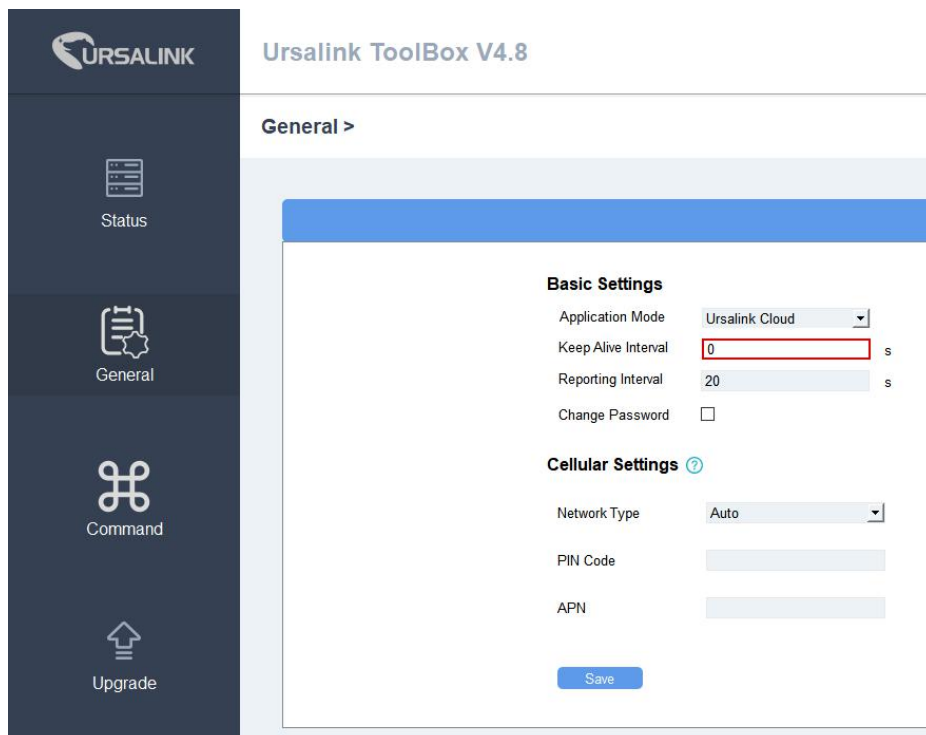 URSALINK
Ursalink ToolBox V4.8
General >
Status
General
Command
Upgrade
Basic Settings
Application Mode Ursalink Cloud
Keep Alive Interval 0 s
Reporting Interval 20 s
Change Password
Cellular Settings ?
Network Type Auto
PIN Code
APN
Save